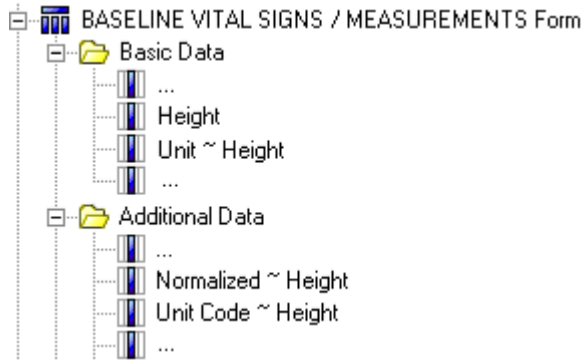 BASELINE VITAL SIGNS / MEASUREMENTS Form
Basic Data
...
Height
Unit ~ Height
...
Additional Data
...
Normalized ~ Height
Unit Code ~ Height
...